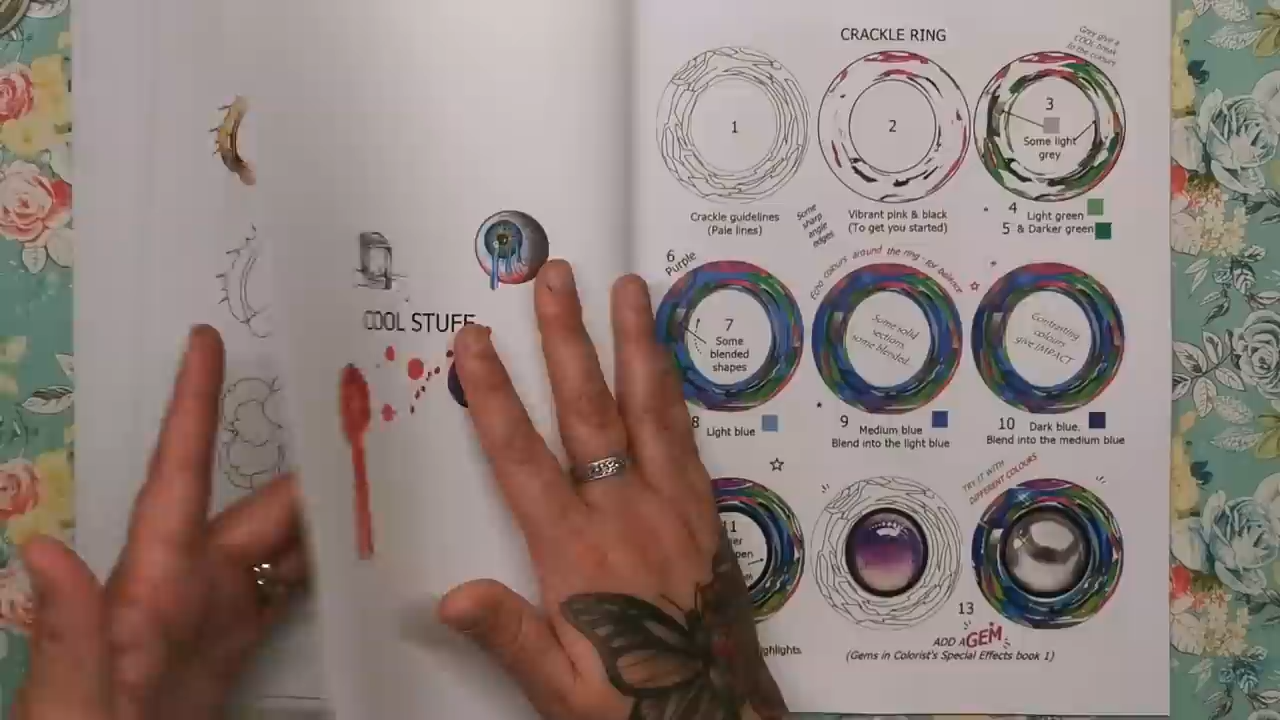 COOL STUFF
CRACKLE RING
Grey give a
COOL break
to the colours
1
2
3
Some light
grey
Crackle guidelines
(Pale lines)
Some
sharp
angle
edges
Vibrant pink & black
(To get you started)
4 Light green
5 & Darker green
6
Purple
Echo colours around the ring - for balance
7
Some
blended
shapes
Some solid
sections,
some blended.
Contrasting
colours
give IMPACT
8 Light blue
9 Medium blue
Blend into the light blue
10 Dark blue.
Blend into the medium blue
TRY IT WITH
DIFFERENT COLOURS
11
13
ADD A GEM
(Gems in Colorist's Special Effects book 1)